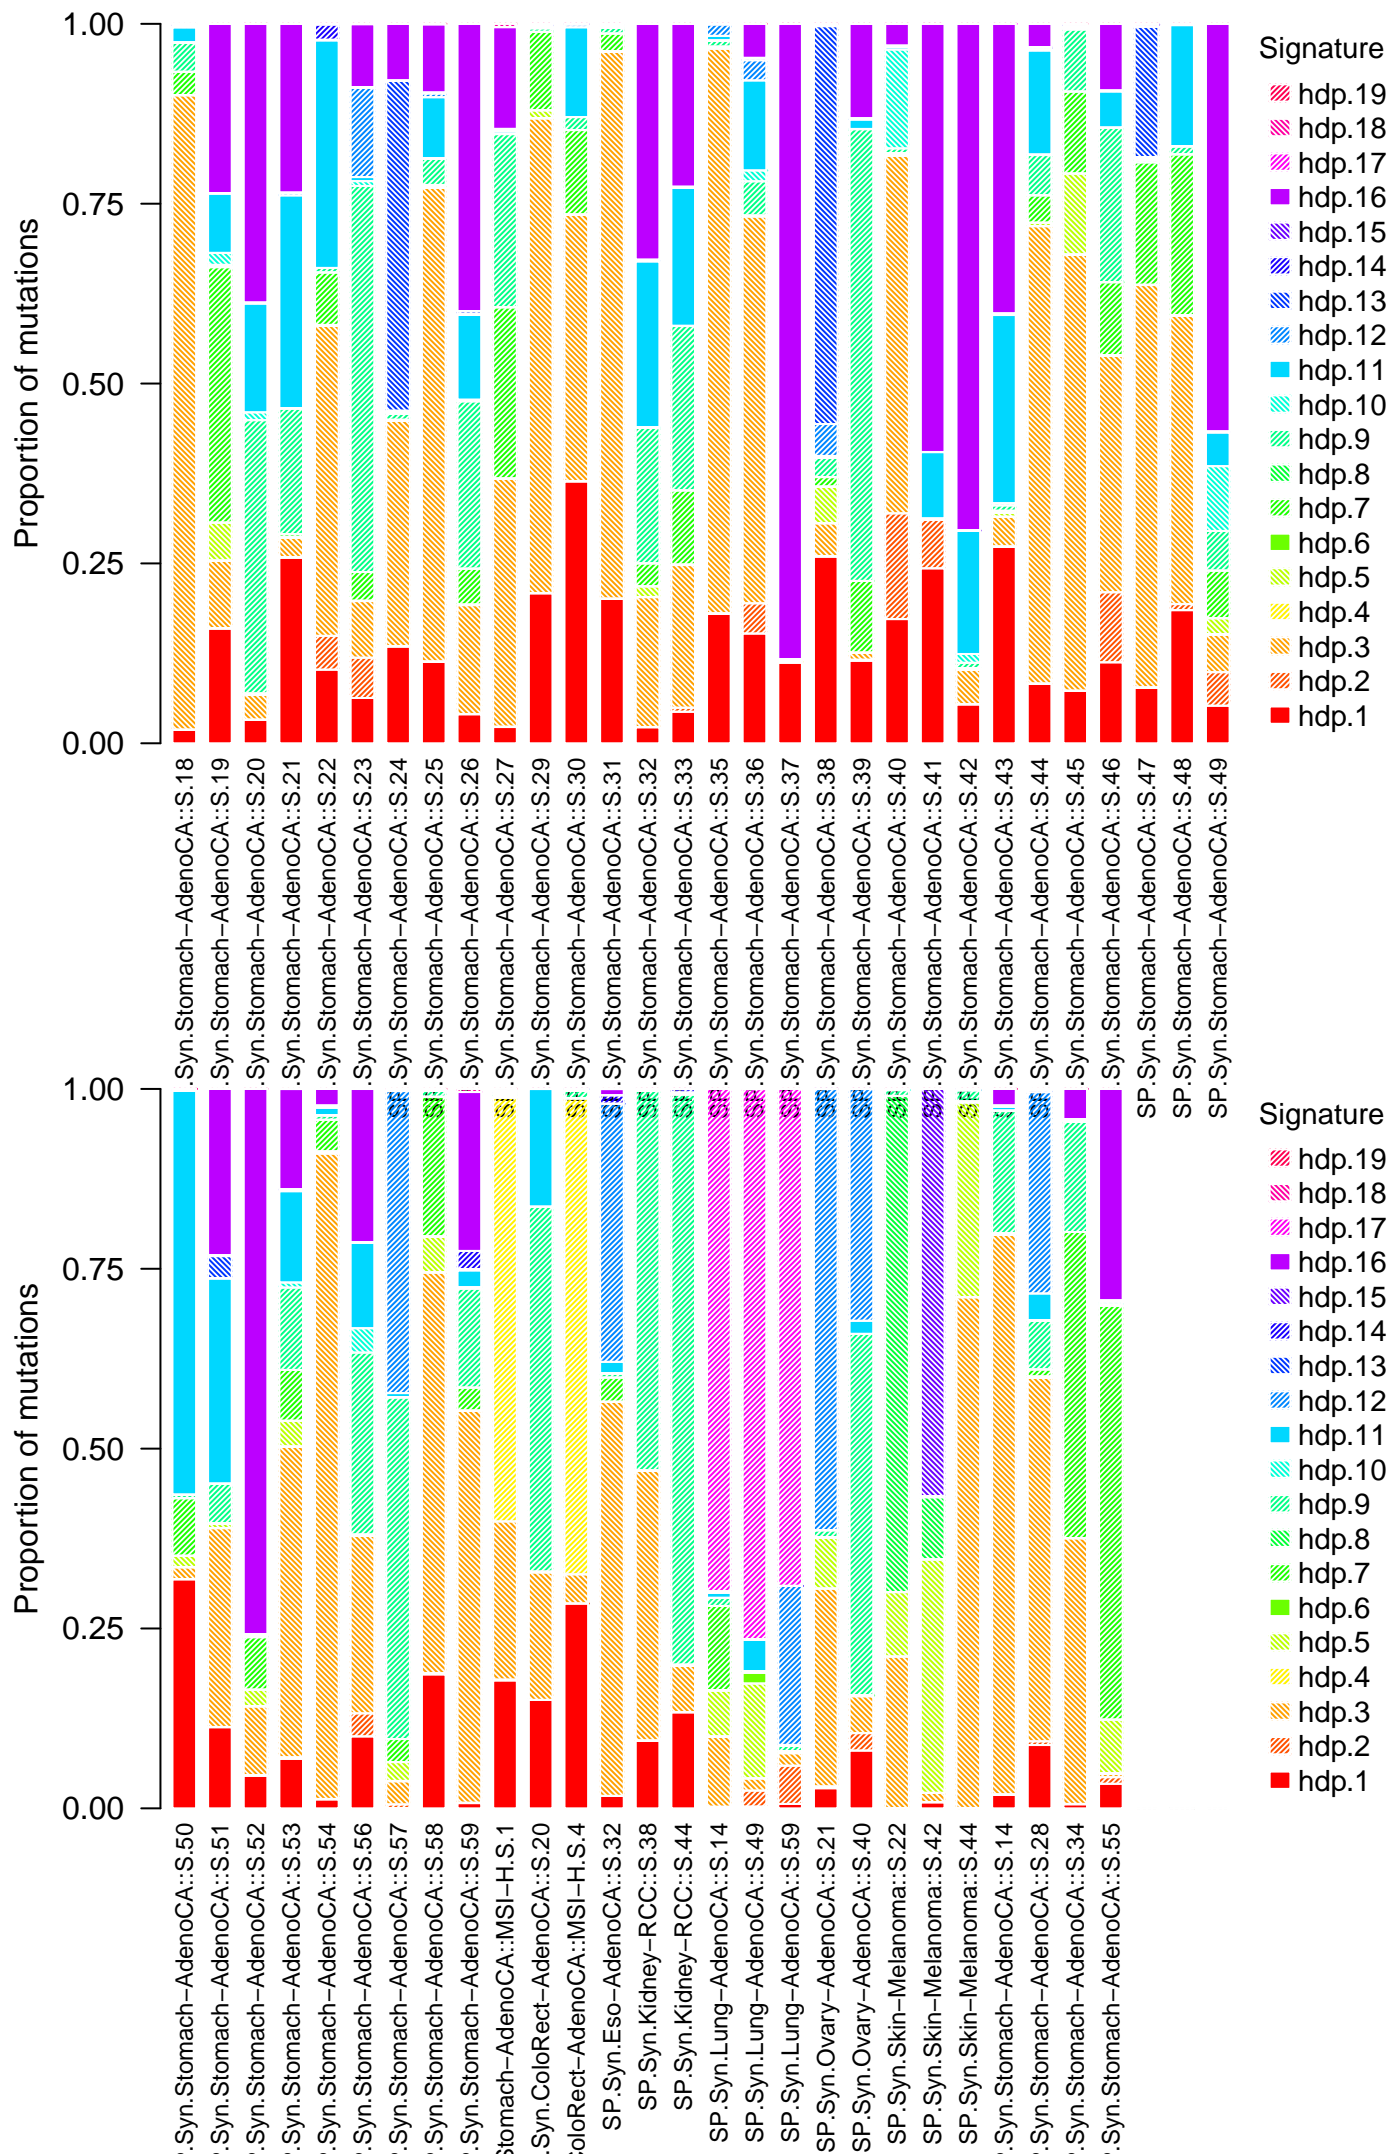 Proportion of mutations
1.00
0.75
0.50
0.25
0.00
.Syn.Stomach−AdenoCA::S.18
.Syn.Stomach−AdenoCA::S.19
.Syn.Stomach−AdenoCA::S.20
.Syn.Stomach−AdenoCA::S.21
.Syn.Stomach−AdenoCA::S.22
.Syn.Stomach−AdenoCA::S.23
.Syn.Stomach−AdenoCA::S.24
.Syn.Stomach−AdenoCA::S.25
.Syn.Stomach−AdenoCA::S.26
.Syn.Stomach−AdenoCA::S.27
.Syn.Stomach−AdenoCA::S.29
.Syn.Stomach−AdenoCA::S.30
.Syn.Stomach−AdenoCA::S.31
.Syn.Stomach−AdenoCA::S.32
.Syn.Stomach−AdenoCA::S.33
.Syn.Stomach−AdenoCA::S.35
.Syn.Stomach−AdenoCA::S.36
.Syn.Stomach−AdenoCA::S.37
.Syn.Stomach−AdenoCA::S.38
.Syn.Stomach−AdenoCA::S.39
.Syn.Stomach−AdenoCA::S.40
.Syn.Stomach−AdenoCA::S.41
.Syn.Stomach−AdenoCA::S.42
.Syn.Stomach−AdenoCA::S.43
.Syn.Stomach−AdenoCA::S.44
.Syn.Stomach−AdenoCA::S.45
.Syn.Stomach−AdenoCA::S.46
SP.Syn.Stomach−AdenoCA::S.47
SP.Syn.Stomach−AdenoCA::S.48
SP.Syn.Stomach−AdenoCA::S.49
Signature
hdp.19
hdp.18
hdp.17
hdp.16
hdp.15
hdp.14
hdp.13
hdp.12
hdp.11
hdp.10
hdp.9
hdp.8
hdp.7
hdp.6
hdp.5
hdp.4
hdp.3
hdp.2
hdp.1
Proportion of mutations
1.00
0.75
0.50
0.25
0.00
.Syn.Stomach−AdenoCA::S.50
.Syn.Stomach−AdenoCA::S.51
.Syn.Stomach−AdenoCA::S.52
.Syn.Stomach−AdenoCA::S.53
.Syn.Stomach−AdenoCA::S.54
.Syn.Stomach−AdenoCA::S.56
.Syn.Stomach−AdenoCA::S.57
.Syn.Stomach−AdenoCA::S.58
.Syn.Stomach−AdenoCA::S.59
Stomach−AdenoCA::MSI−H.S.1
.Syn.ColoRect−AdenoCA::S.20
oloRect−AdenoCA::MSI−H.S.4
SP.Syn.Eso−AdenoCA::S.32
SP.Syn.Kidney−RCC::S.38
SP.Syn.Kidney−RCC::S.44
SP.Syn.Lung−AdenoCA::S.14
SP.Syn.Lung−AdenoCA::S.49
SP.Syn.Lung−AdenoCA::S.59
SP.Syn.Ovary−AdenoCA::S.21
SP.Syn.Ovary−AdenoCA::S.40
SP.Syn.Skin−Melanoma::S.22
SP.Syn.Skin−Melanoma::S.42
SP.Syn.Skin−Melanoma::S.44
.Syn.Stomach−AdenoCA::S.14
.Syn.Stomach−AdenoCA::S.28
.Syn.Stomach−AdenoCA::S.34
.Syn.Stomach−AdenoCA::S.55
Signature
hdp.19
hdp.18
hdp.17
hdp.16
hdp.15
hdp.14
hdp.13
hdp.12
hdp.11
hdp.10
hdp.9
hdp.8
hdp.7
hdp.6
hdp.5
hdp.4
hdp.3
hdp.2
hdp.1